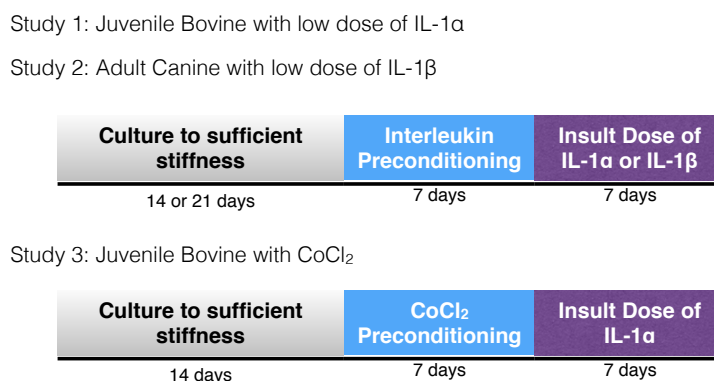 Study 1: Juvenile Bovine with low dose of IL-1α
Study 2: Adult Canine with low dose of IL-1β
Culture to sufficient stiffness
Interleukin Preconditioning
Insult Dose of IL-1α or IL-1β
14 or 21 days
7 days
7 days
Study 3: Juvenile Bovine with CoCl₂
Culture to sufficient stiffness
CoCl₂ Preconditioning
Insult Dose of IL-1α
14 days
7 days
7 days